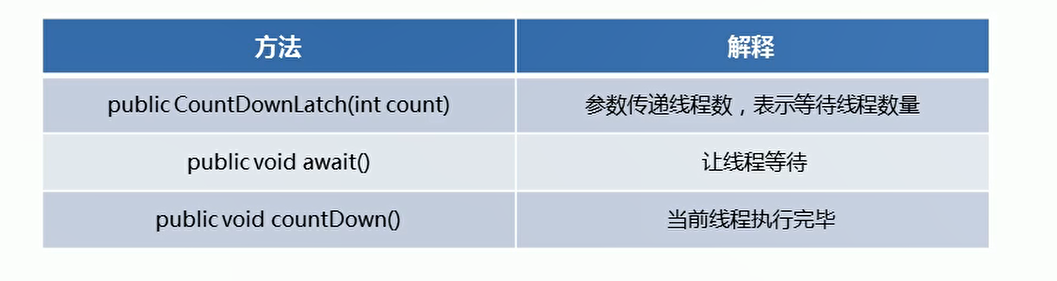 方法
解释
public CountDownLatch(int count)
参数传递线程数，表示等待线程数量
public void await()
让线程等待
public void countDown()
当前线程执行完毕